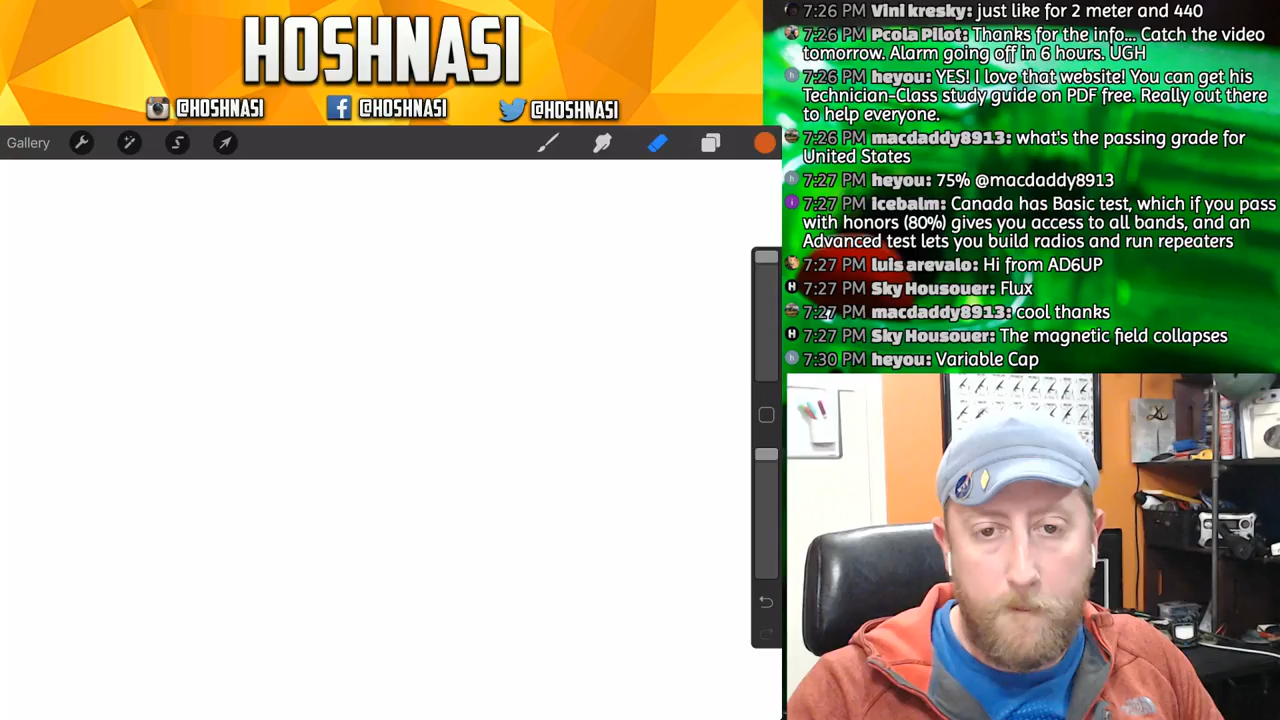 HOSHNASI
@HOSHNASI @HOSHNASI @HOSHNASI
Gallery
7:26 PM Vini kresky: just like for 2 meter and 440
7:26 PM Pcola Pilot: Thanks for the info... Catch the video
tomorrow. Alarm going off in 6 hours. UGH
7:26 PM heyou: YES! I love that website! You can get his
Technician-Class study guide on PDF free. Really out there
to help everyone.
7:26 PM macdaddy8913: what's the passing grade for
United States
7:27 PM heyou: 75% @macdaddy8913
7:27 PM icebalm: Canada has Basic test, which if you pass
with honors (80%) gives you access to all bands, and an
Advanced test lets you build radios and run repeaters
7:27 PM luis arevalo: Hi from AD6UP
7:27 PM Sky Housouer: Flux
7:27 PM macdaddy8913: cool thanks
7:27 PM Sky Housouer: The magnetic field collapses
7:30 PM heyou: Variable Cap